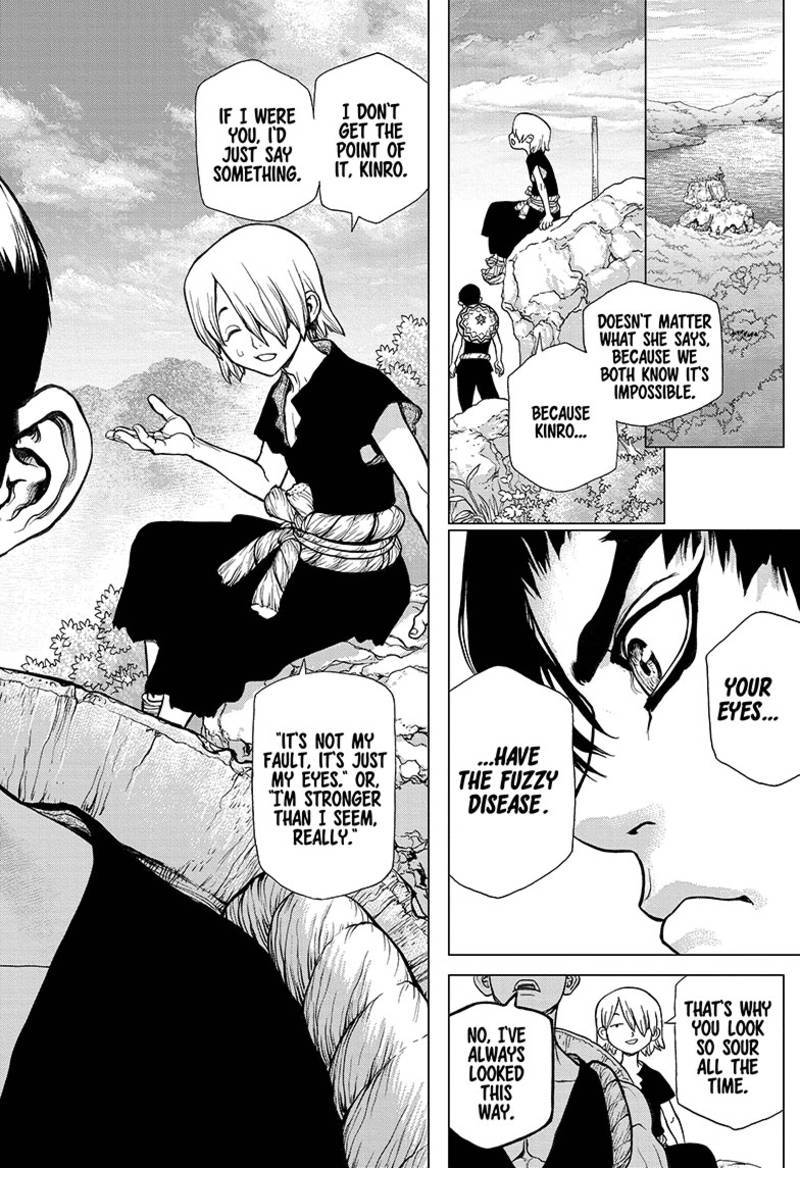 DOESN'T MATTER
WHAT SHE SAYS,
BECAUSE WE
BOTH KNOW IT'S
IMPOSSIBLE.
BECAUSE
KINRO...
YOUR
EYES...
...HAVE
THE FUZZY
DISEASE.
THAT'S WHY
YOU LOOK
SO SOUR
ALL THE
TIME.
NO, I'VE
ALWAYS
LOOKED
THIS
WAY.
I DON'T
GET THE
POINT OF
IT, KINRO.
IF I WERE
YOU, I'D
JUST SAY
SOMETHING.
"IT'S NOT MY
FAULT, IT'S JUST
MY EYES." OR,
"I'M STRONGER
THAN I SEEM,
REALLY."